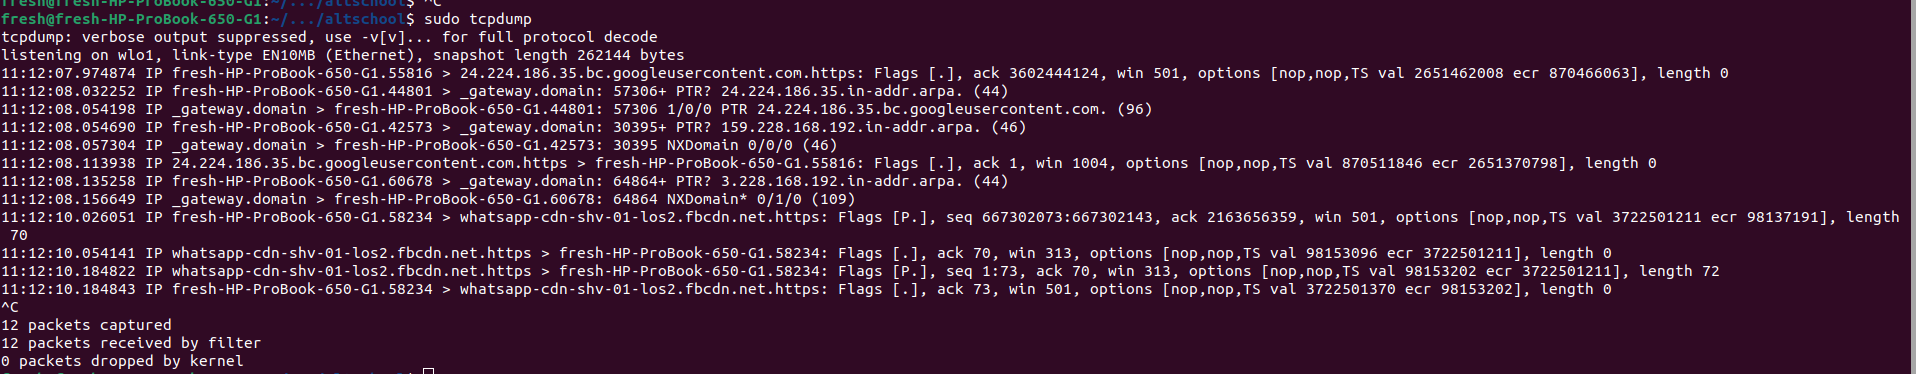 fresh@fresh-HP-ProBook-650-G1:~/.../altschool$ ^C
fresh@fresh-HP-ProBook-650-G1:~/.../altschool$ sudo tcpdump
tcpdump: verbose output suppressed, use -v[v]... for full protocol decode
listening on wlo1, link-type EN10MB (Ethernet), snapshot length 262144 bytes
11:12:07.974874 IP fresh-HP-ProBook-650-G1.55816 > 24.224.186.35.bc.googleusercontent.com.https: Flags [.], ack 3602444124, win 501, options [nop,nop,TS val 2651462008 ecr 870466063], length 0
11:12:08.032252 IP fresh-HP-ProBook-650-G1.44801 > _gateway.domain: 57306+ PTR? 24.224.186.35.in-addr.arpa. (44)
11:12:08.054198 IP _gateway.domain > fresh-HP-ProBook-650-G1.44801: 57306 1/0/0 PTR 24.224.186.35.bc.googleusercontent.com. (96)
11:12:08.054690 IP fresh-HP-ProBook-650-G1.42573 > _gateway.domain: 30395+ PTR? 159.228.168.192.in-addr.arpa. (46)
11:12:08.057304 IP _gateway.domain > fresh-HP-ProBook-650-G1.42573: 30395 NXDomain 0/0/0 (46)
11:12:08.113938 IP 24.224.186.35.bc.googleusercontent.com.https > fresh-HP-ProBook-650-G1.55816: Flags [.], ack 1, win 1004, options [nop,nop,TS val 870511846 ecr 2651370798], length 0
11:12:08.135258 IP fresh-HP-ProBook-650-G1.60678 > _gateway.domain: 64864+ PTR? 3.228.168.192.in-addr.arpa. (44)
11:12:08.156649 IP _gateway.domain > fresh-HP-ProBook-650-G1.60678: 64864 NXDomain* 0/1/0 (109)
11:12:10.026051 IP fresh-HP-ProBook-650-G1.58234 > whatsapp-cdn-shv-01-los2.fbcdn.net.https: Flags [P.], seq 667302073:667302143, ack 2163656359, win 501, options [nop,nop,TS val 3722501211 ecr 98137191], length
70
11:12:10.054141 IP whatsapp-cdn-shv-01-los2.fbcdn.net.https > fresh-HP-ProBook-650-G1.58234: Flags [.], ack 70, win 313, options [nop,nop,TS val 98153096 ecr 3722501211], length 0
11:12:10.184822 IP whatsapp-cdn-shv-01-los2.fbcdn.net.https > fresh-HP-ProBook-650-G1.58234: Flags [P.], seq 1:73, ack 70, win 313, options [nop,nop,TS val 98153202 ecr 3722501211], length 72
11:12:10.184843 IP fresh-HP-ProBook-650-G1.58234 > whatsapp-cdn-shv-01-los2.fbcdn.net.https: Flags [.], ack 73, win 501, options [nop,nop,TS val 3722501370 ecr 98153202], length 0
^C
12 packets captured
12 packets received by filter
0 packets dropped by kernel